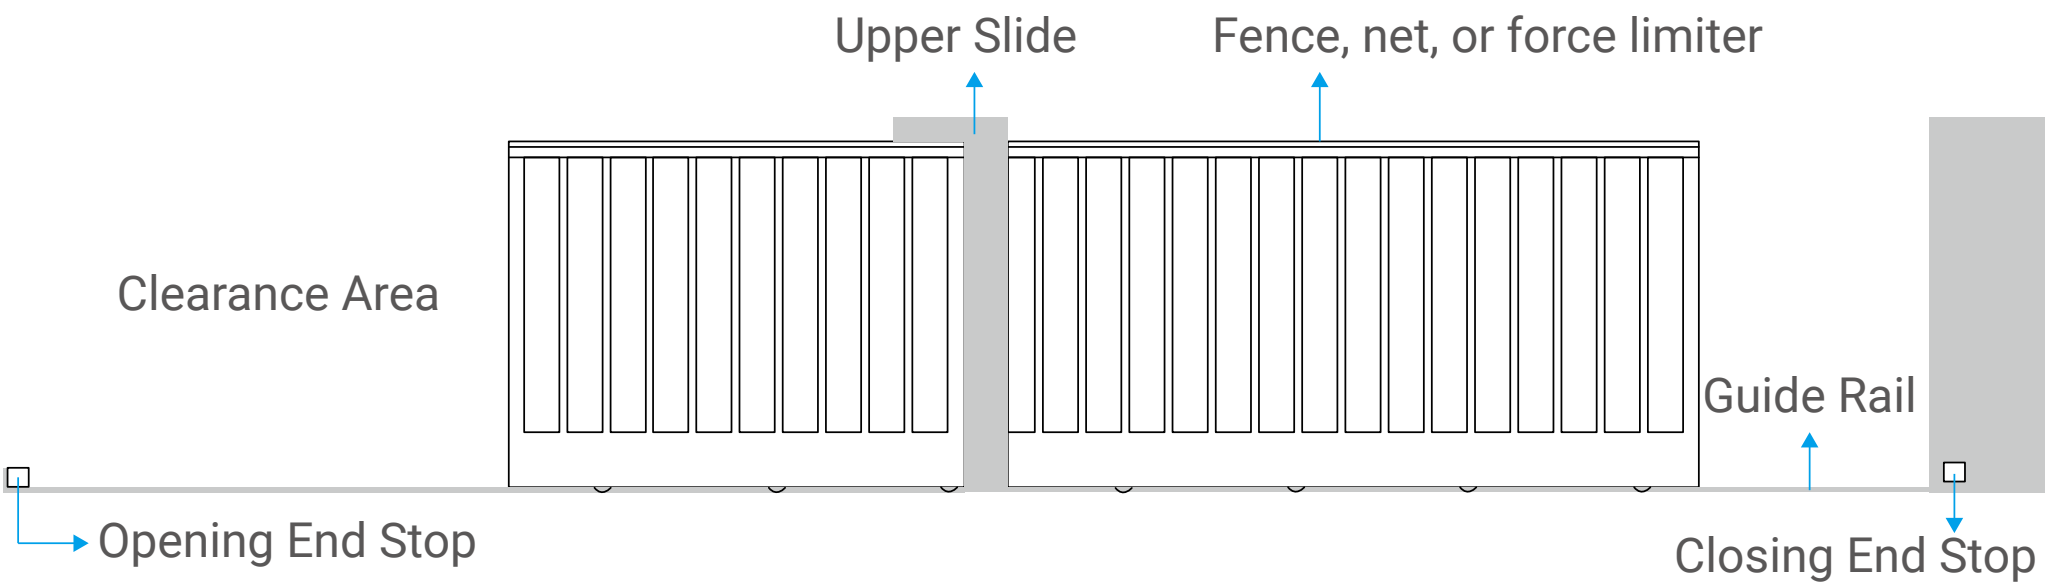 Upper Slide
Fence, net, or force limiter
Clearance Area
Guide Rail
Opening End Stop
Closing End Stop